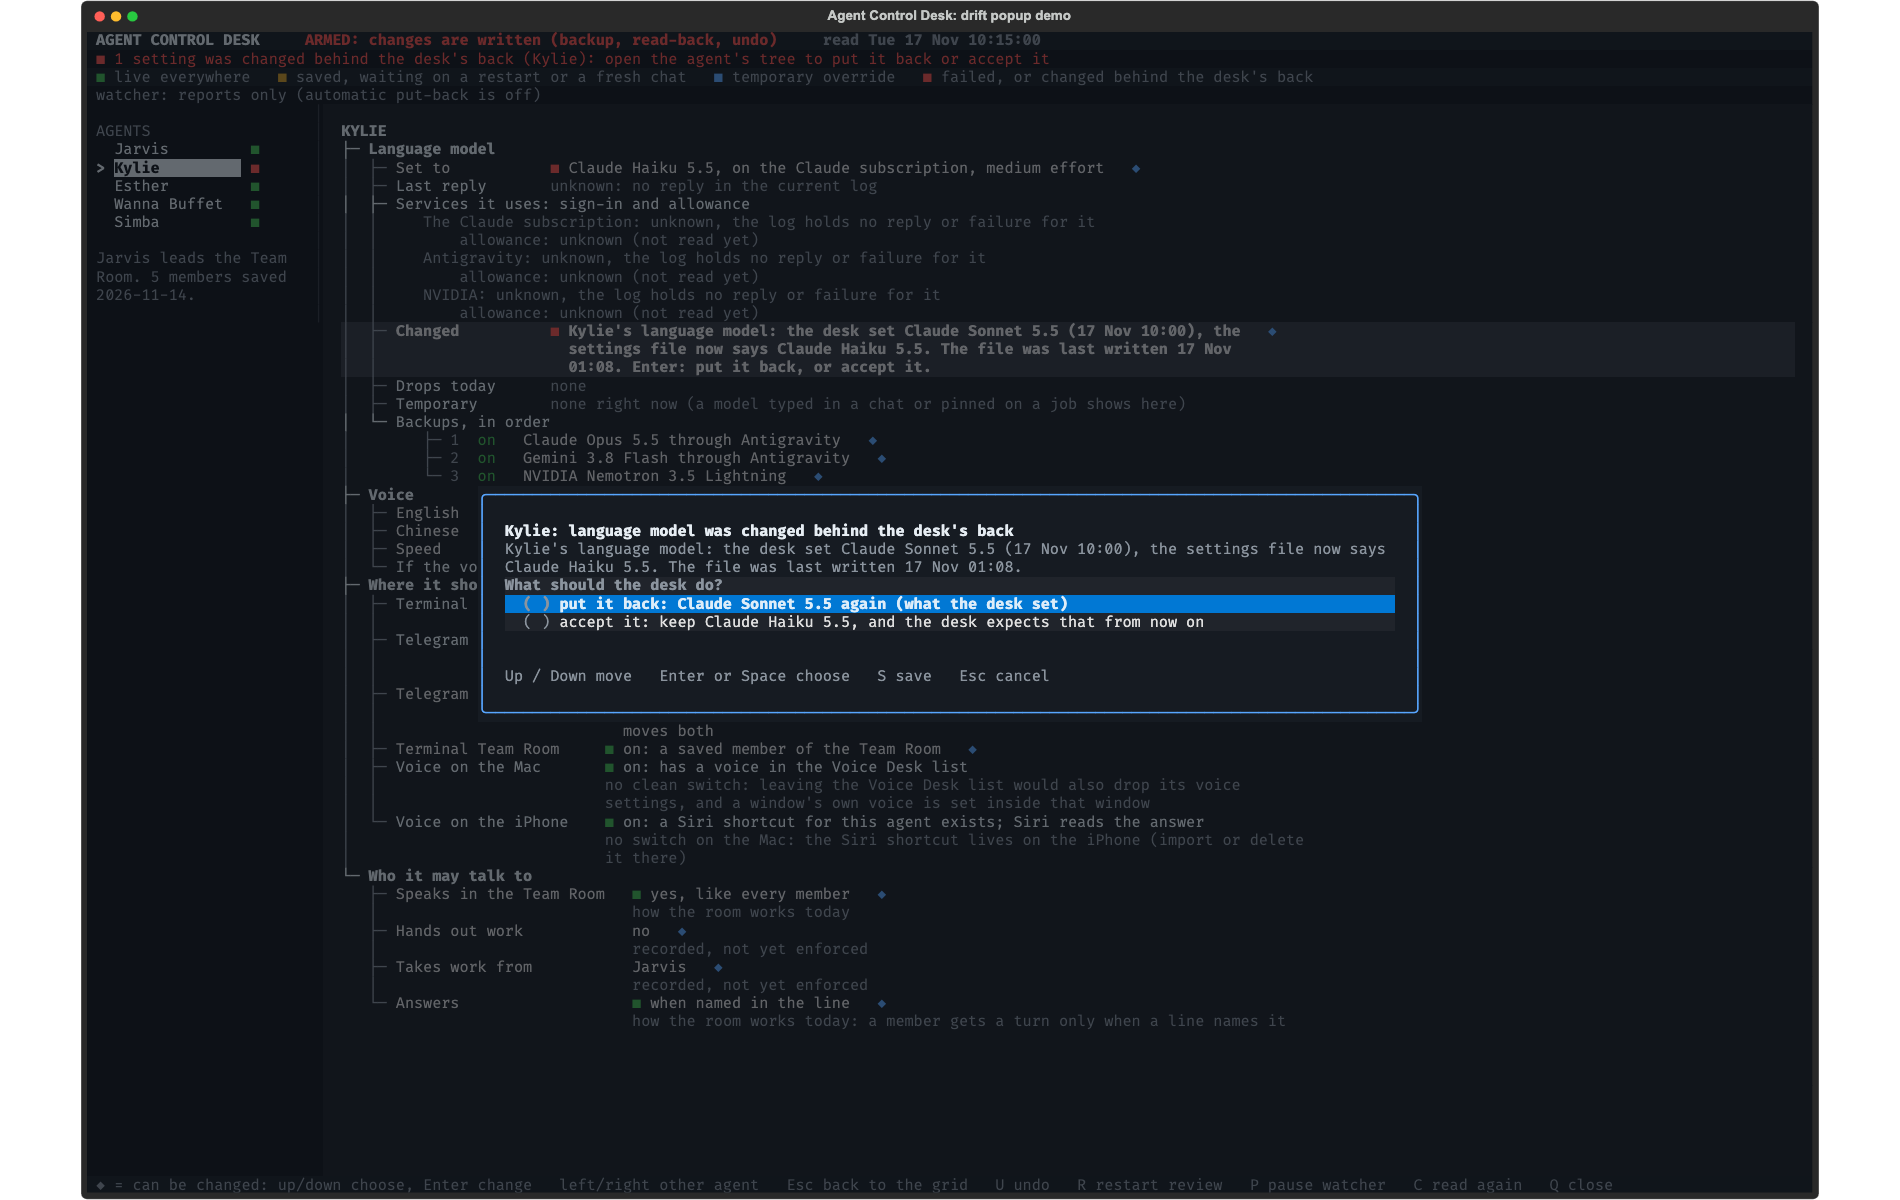 Agent Control Desk: drift popup demo
AGENT CONTROL DESK ARMED: changes are written (backup, read-back, undo) read Tue 17 Nov 10:15:00
1 setting was changed behind the desk's back (Kylie): open the agent's tree to put it back or accept it
live everywhere saved, waiting on a restart or a fresh chat temporary override failed, or changed behind the desk's back
watcher: reports only (automatic put-back is off)
AGENTS
Jarvis
> Kylie
Esther
Wanna Buffet
Simba
Jarvis leads the Team
Room. 5 members saved
2026-11-14.
KYLIE
Language model
Set to Claude Haiku 5.5, on the Claude subscription, medium effort
Last reply unknown: no reply in the current log
Services it uses: sign-in and allowance
The Claude subscription: unknown, the log holds no reply or failure for it
allowance: unknown (not read yet)
Antigravity: unknown, the log holds no reply or failure for it
allowance: unknown (not read yet)
NVIDIA: unknown, the log holds no reply or failure for it
allowance: unknown (not read yet)
Changed Kylie's language model: the desk set Claude Sonnet 5.5 (17 Nov 10:00), the
settings file now says Claude Haiku 5.5. The file was last written 17 Nov
01:08. Enter: put it back, or accept it.
Drops today none
Temporary none right now (a model typed in a chat or pinned on a job shows here)
Backups, in order
1 on Claude Opus 5.5 through Antigravity
2 on Gemini 3.8 Flash through Antigravity
3 on NVIDIA Nemotron 3.5 Lightning
Voice
English
Chinese
Speed
If the vo
Where it sho
Terminal
Telegram
Telegram
Kylie: language model was changed behind the desk's back
Kylie's language model: the desk set Claude Sonnet 5.5 (17 Nov 10:00), the settings file now says
Claude Haiku 5.5. The file was last written 17 Nov 01:08.
What should the desk do?
( ) put it back: Claude Sonnet 5.5 again (what the desk set)
( ) accept it: keep Claude Haiku 5.5, and the desk expects that from now on
Up / Down move Enter or Space choose S save Esc cancel
moves both
Terminal Team Room on: a saved member of the Team Room
Voice on the Mac on: has a voice in the Voice Desk list
no clean switch: leaving the Voice Desk list would also drop its voice
settings, and a window's own voice is set inside that window
Voice on the iPhone on: a Siri shortcut for this agent exists; Siri reads the answer
no switch on the Mac: the Siri shortcut lives on the iPhone (import or delete
it there)
Who it may talk to
Speaks in the Team Room yes, like every member
how the room works today
Hands out work no
recorded, not yet enforced
Takes work from Jarvis
recorded, not yet enforced
Answers when named in the line
how the room works today: a member gets a turn only when a line names it
◆ = can be changed: up/down choose, Enter change left/right other agent Esc back to the grid U undo R restart review P pause watcher C read again Q close